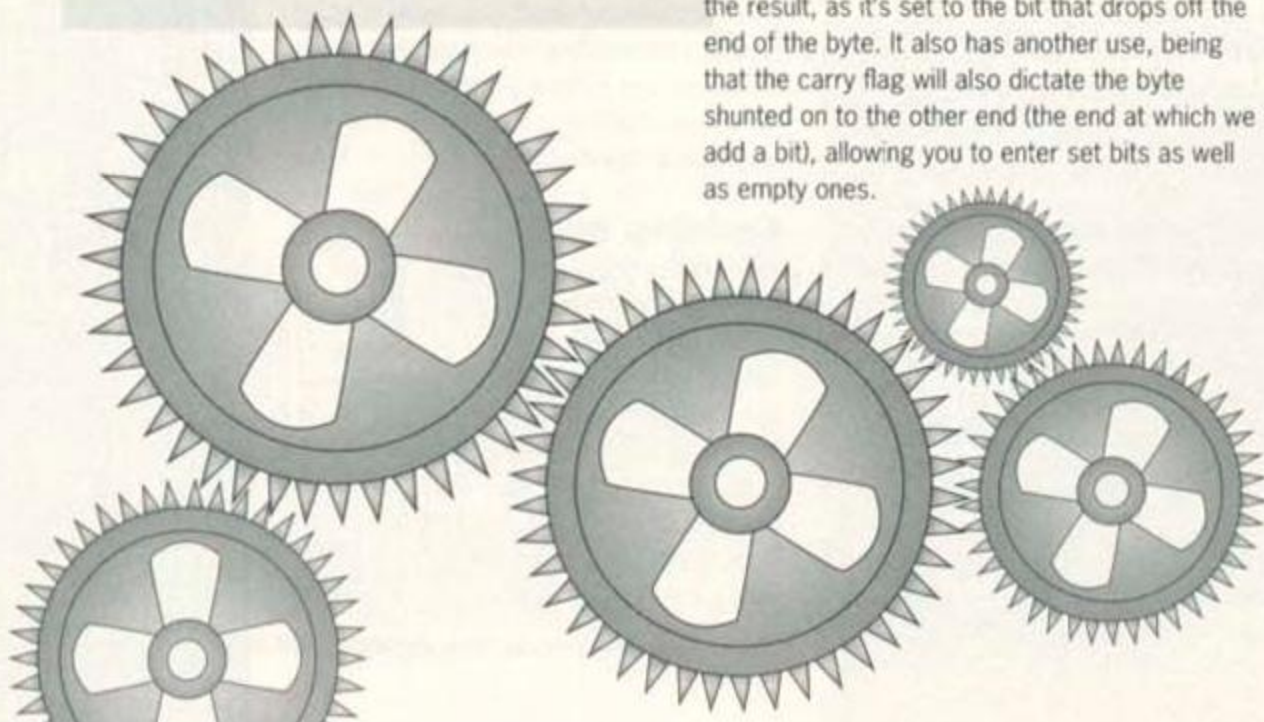 the result, as it's set to the bit that drops off the
end of the byte. It also has another use, being
that the carry flag will also dictate the byte
shunted on to the other end (the end at which we
add a bit), allowing you to enter set bits as well
as empty ones.